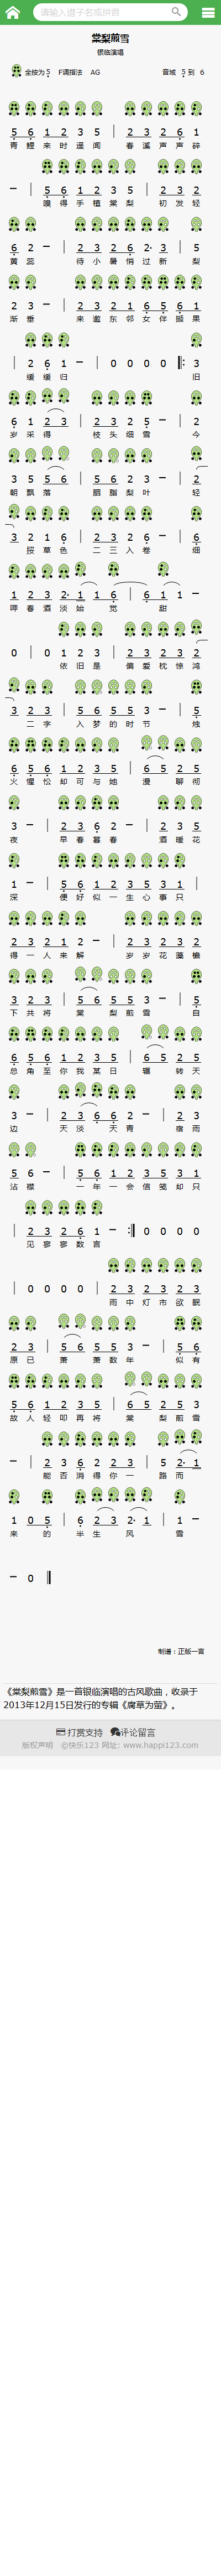 请输入谱子名或拼音
棠梨煎雪
银临演唱
全按为5 F调指法 AG 音域 5 到 6
5 6 1 2 3 5 | 2 3 2 6 1
青 鲤 来 时 遥 闻 春 溪 声 声 碎
– | 5 6 1 2 3 5 | 2 3 2
嗅 得 手 植 棠 梨 初 发 轻
6 2 – | 2 3 2 6 2· 3 | 5
黄 蕊 待 小 暑 悄 过 新 梨
2 3 – | 2 3 2 1 6 5 6 1
渐 垂 来 邀 东 邻 女 伴 撷 果
| 2 6 1 – | 0 0 0 0 ‖: 3
缓 缓 归 旧
6 1 2 2 3 | 2 3 2 5 – | 2
岁 采 得 枝 头 细 雪 今
3 5 5 6 | 5 6 2 3 – | 2
朝 飘 落 胭 脂 梨 叶 轻
3 2 1 6 | 2 3 2 6 – | 6
挼 草 色 二 三 入 卷 细
1 2 3 2· 1 1 6 | 6 1 1 –
呷 春 酒 淡 始 觉 甜
0 | 0 1 2 3 | 2 3 2 3 2
依 旧 是 偏 爱 枕 惊 鸿
3 2 3 | 5 6 5 5 3 – | 5
二 字 入 梦 的 时 节 烛
6 5 6 1 2 3 5 | 6 5 2 5
火 惺 忪 却 可 与 她 漫 聊 彻
3 – | 2 3 6 2 – | 2 3 5
夜 早 春 暮 春 酒 暖 花
1 – | 5 6 1 2 3 5 3 1 |
深 便 好 似 一 生 心 事 只
2 3 2 1 2 – | 2 3 2 3 2
得 一 人 来 解 岁 岁 花 藻 檐
3 2 3 | 5 6 5 5 3 – | 5
下 共 将 棠 梨 煎 雪 自
6 5 6 1 2 3 5 | 6 5 2 5
总 角 至 你 我 某 日 辗 转 天
3 – | 2 3 6 6 2 – | 2 3
边 天 淡 天 青 宿 雨
5 6 – | 5 6 1 2 3 5 3 1
沾 襟 一 年 一 会 信 笺 却 只
| 2 3 2 6 1 – :‖ 0 0 0 0
见 寥 寥 数 言
| 0 0 0 0 | 2 3 2 3 2 3
雨 中 灯 市 欲 眠
2 3 | 5 6 5 5 3 – | 5 6
原 已 萧 萧 数 年 似 有
5 6 1 2 3 5 | 6 5 2 5 3
故 人 轻 叩 再 将 棠 梨 煎 雪
– | 2 3 6 2 2 3 | 5 2· 1
能 否 消 得 你 一 路 而
1 0 5 | 6 2 3 2· 1 | 1 –
来 的 半 生 风 雪
– 0 ‖
制谱:正版一言
《棠梨煎雪》是一首银临演唱的古风歌曲,收录于
2013年12月15日发行的专辑《腐草为萤》。
打赏支持 评论留言
版权声明 ©快乐123 网址: www.happi123.com